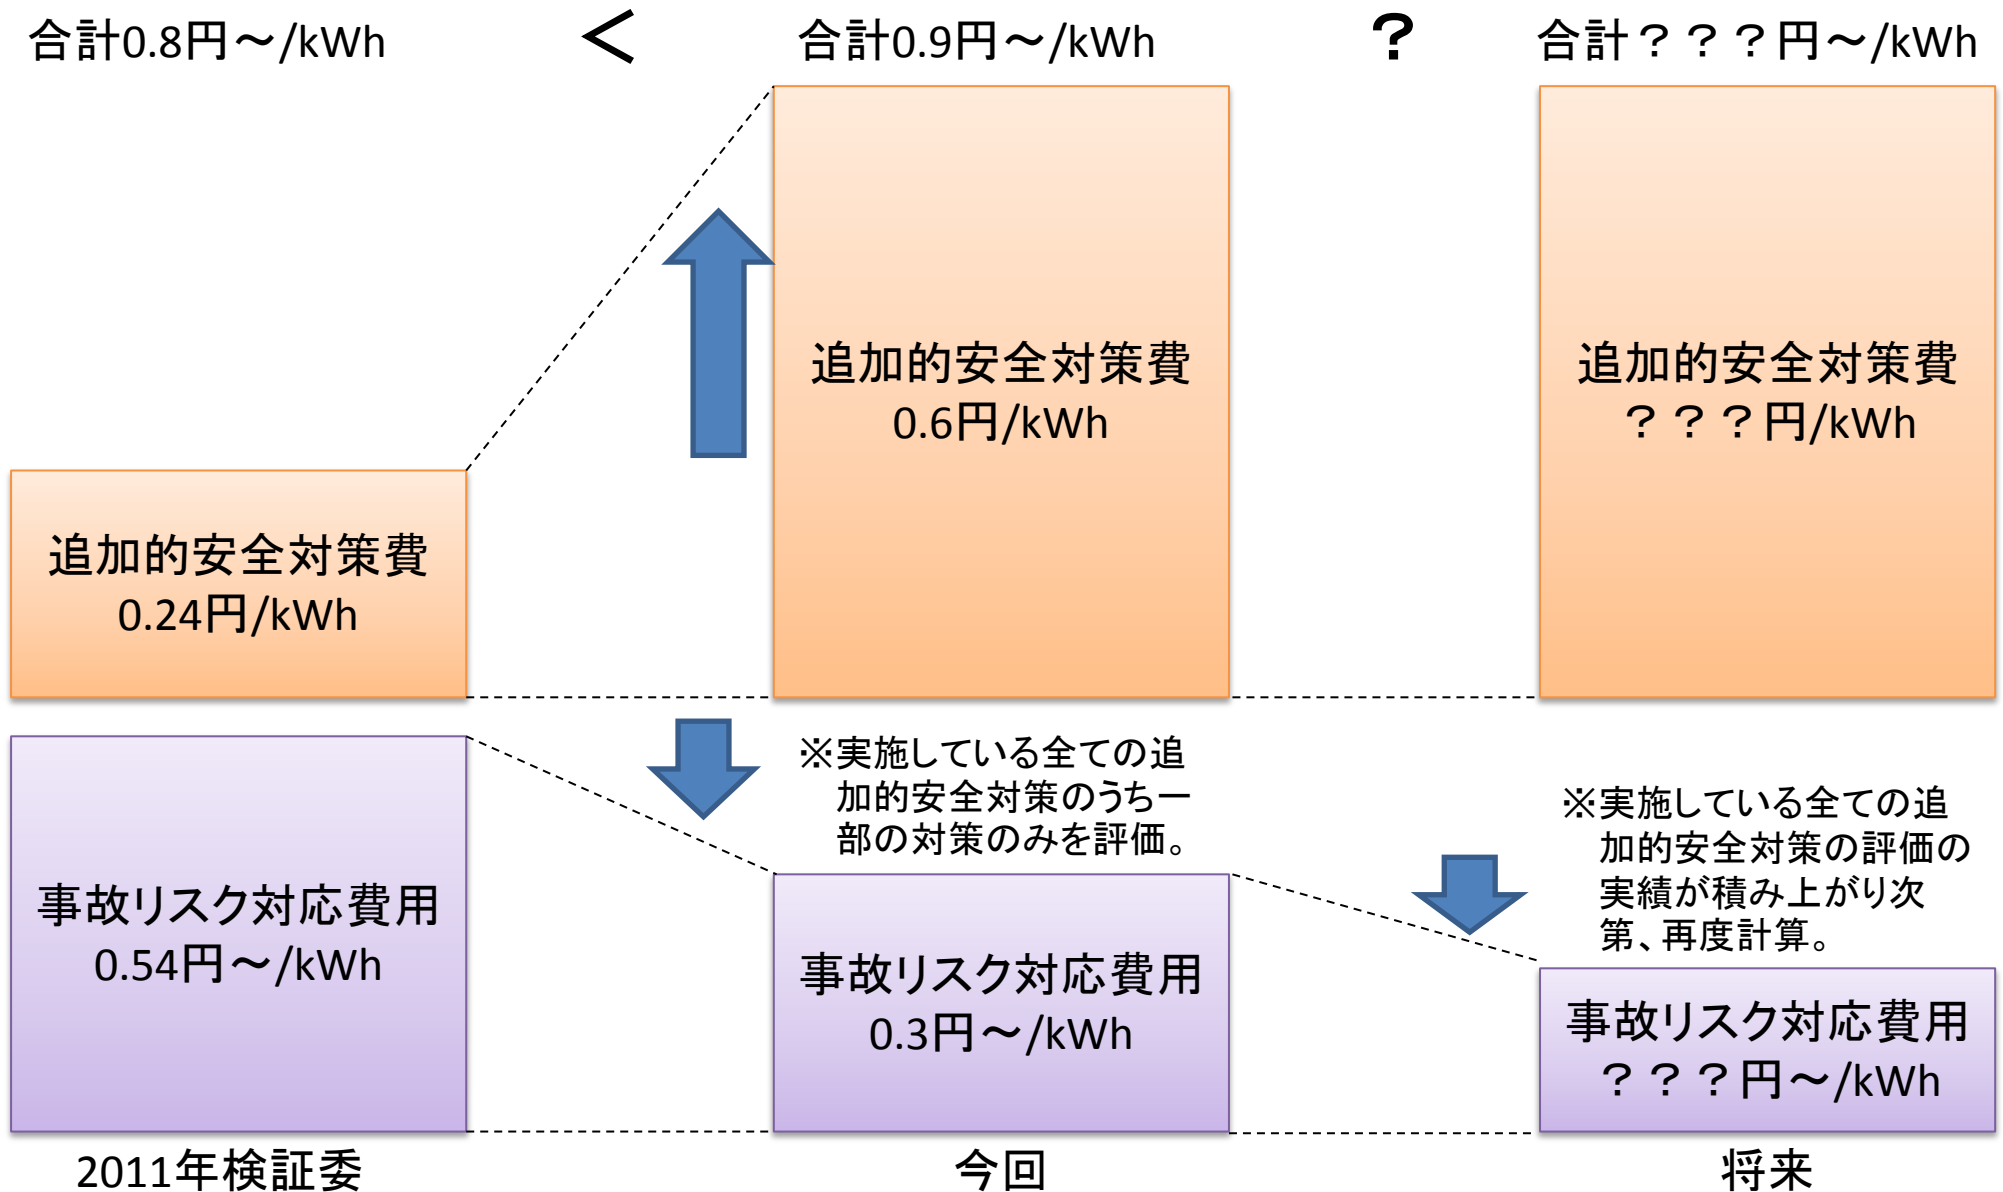 合計0.8円～/kWh
＜
合計0.9円～/kWh
？
合計？？？円～/kWh
追加的安全対策費
0.24円/kWh
追加的安全対策費
0.6円/kWh
追加的安全対策費
？？？円/kWh
※実施している全ての追
加的安全対策のうち一
部の対策のみを評価。
※実施している全ての追
加的安全対策の評価の
実績が積み上がり次
第、再度計算。
事故リスク対応費用
0.54円～/kWh
事故リスク対応費用
0.3円～/kWh
事故リスク対応費用
？？？円～/kWh
2011年検証委
今回
将来